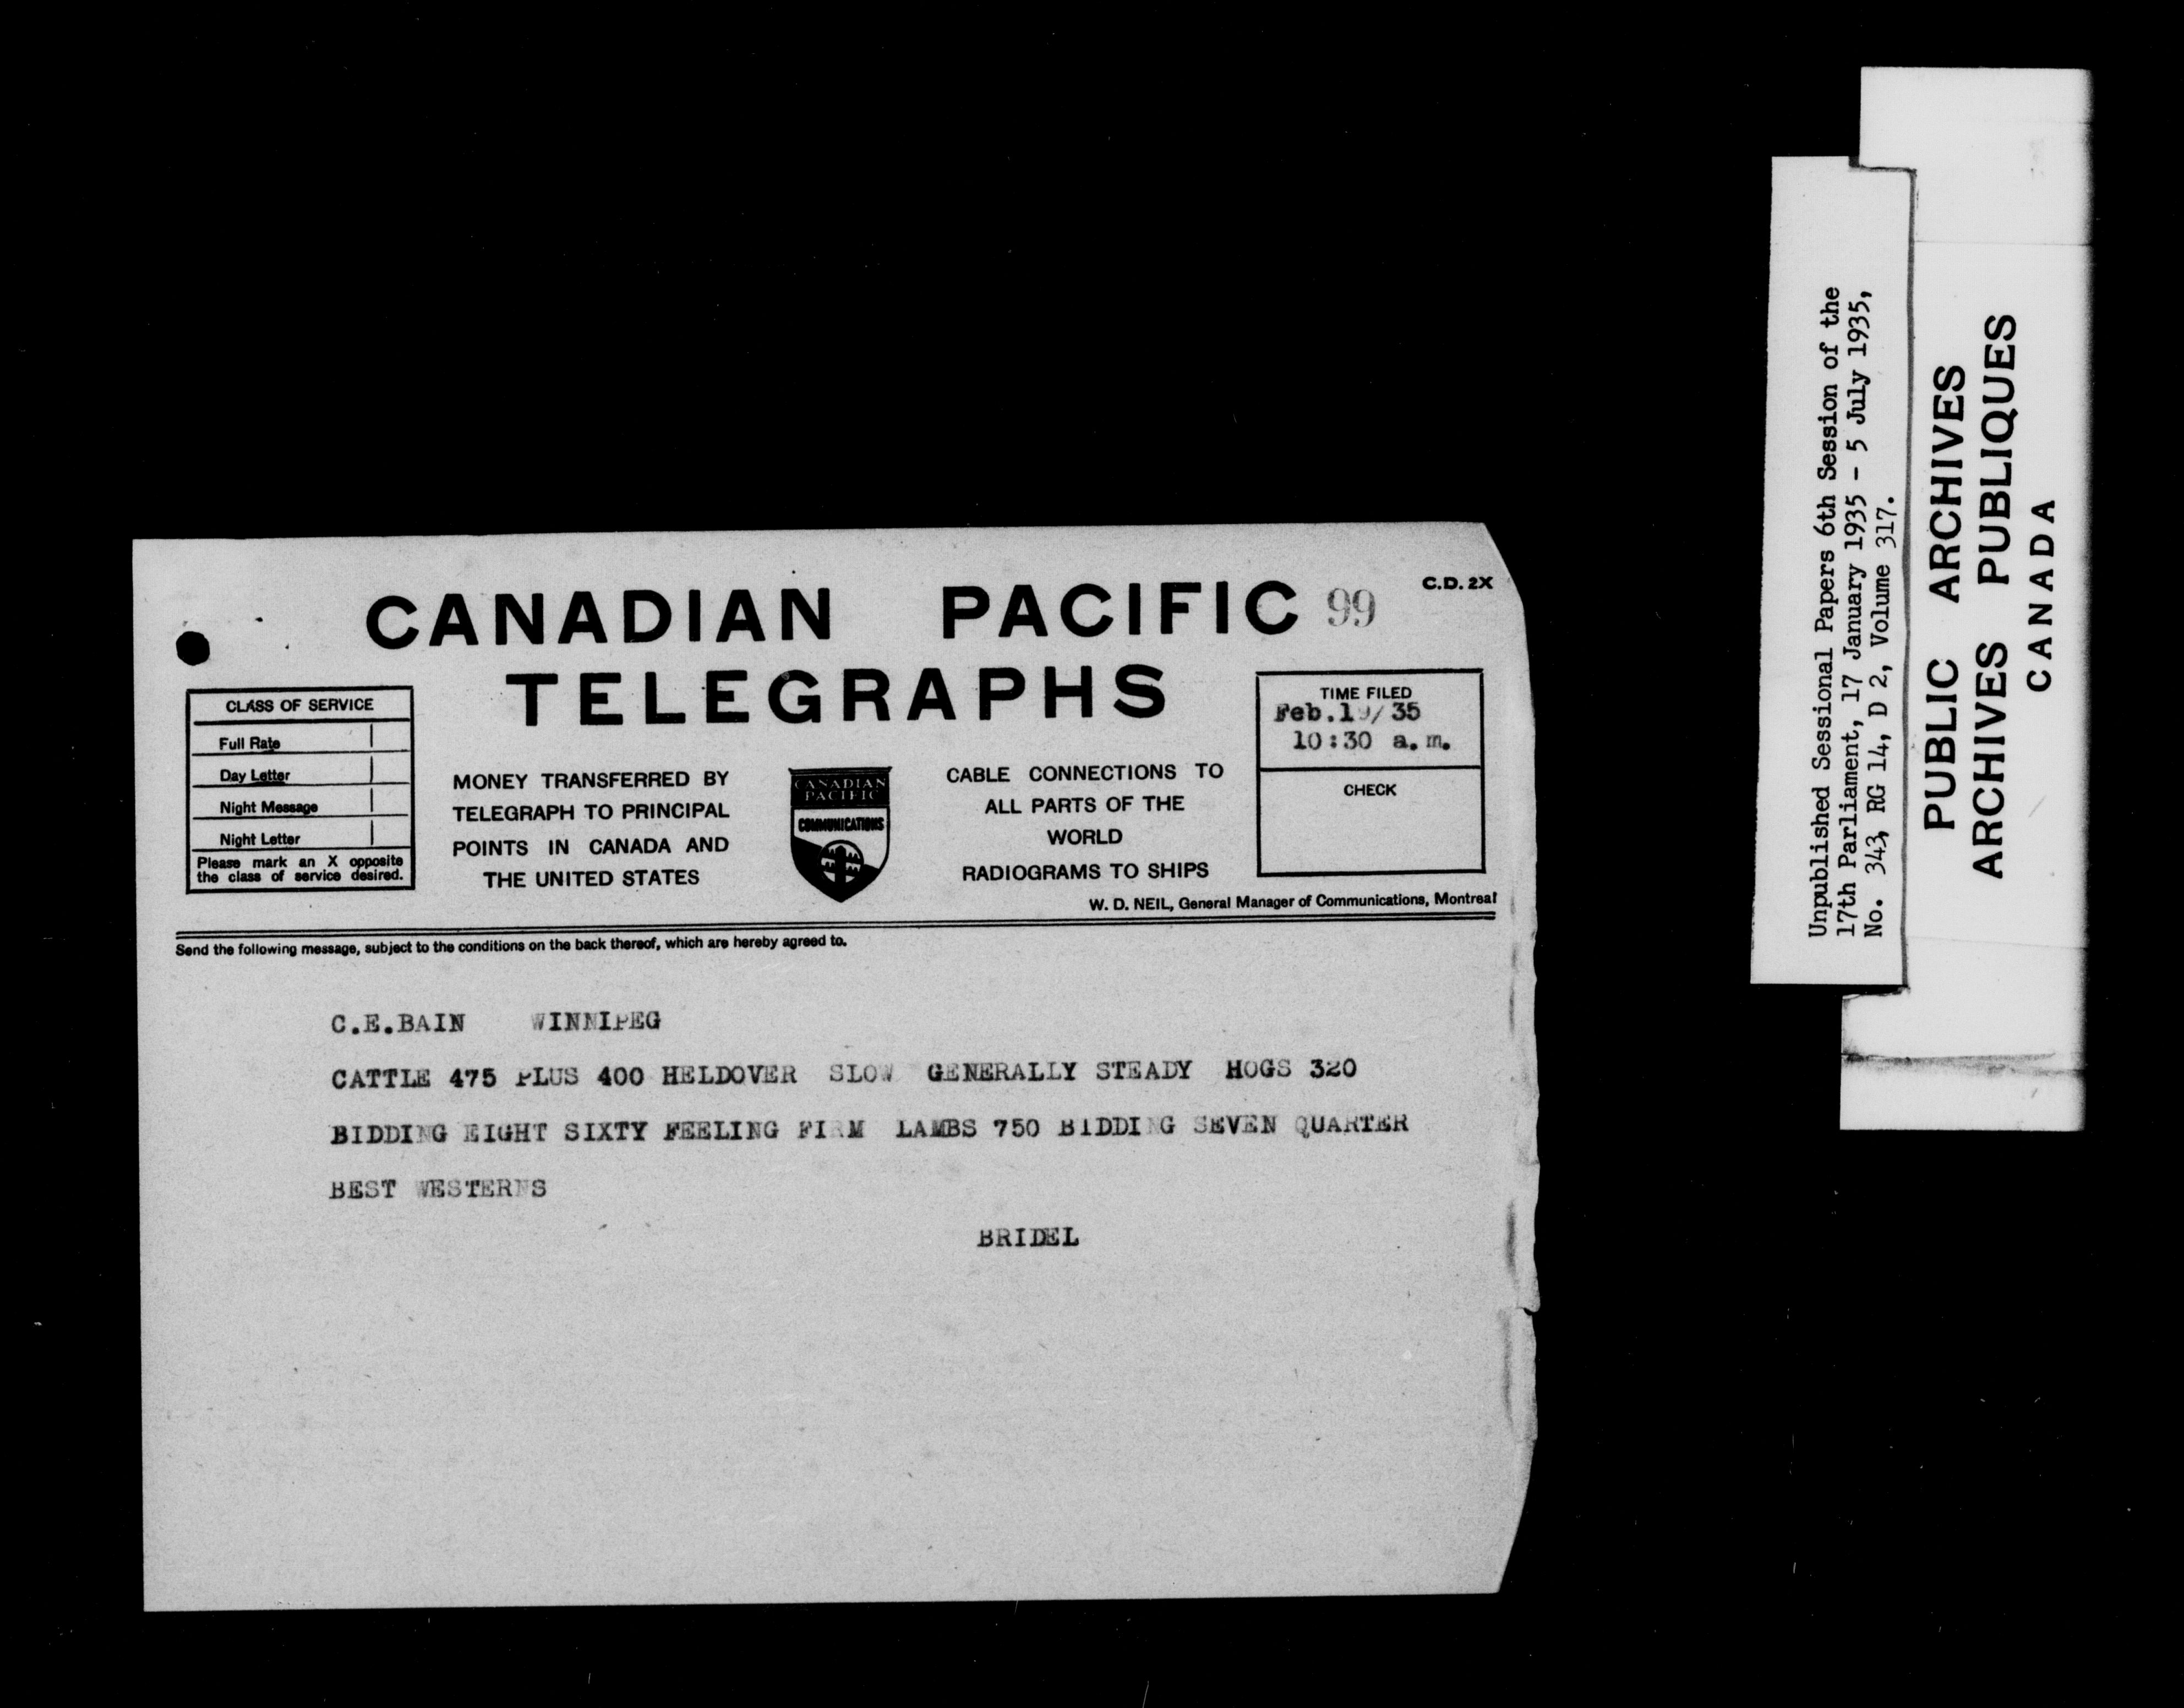 CANADIAN PACIFIC 99 C.D. 2X
TELEGRAPHS
CLASS OF SERVICE
Full Rate
Day Letter
Night Message
Night Letter
Please mark an X opposite
the class of service desired.
MONEY TRANSFERRED BY
TELEGRAPH TO PRINCIPAL
POINTS IN CANADA AND
THE UNITED STATES
CANADIAN
PACIFIC
COMMUNICATIONS
CABLE CONNECTIONS TO
ALL PARTS OF THE
WORLD
RADIOGRAMS TO SHIPS
TIME FILED
Feb.19/35
10:30 a.m.
CHECK
W. D. NEIL, General Manager of Communications, Montreal
Send the following message, subject to the conditions on the back thereof, which are hereby agreed to.
C.E.BAIN WINNIPEG
CATTLE 475 PLUS 400 HELDOVER SLOW GENERALLY STEADY HOGS 320
BIDDING EIGHT SIXTY FEELING FIRM LAMBS 750 BIDDING SEVEN QUARTER
BEST WESTERNS
BRIDEL
Unpublished Sessional Papers 6th Session of the
17th Parliament, 17 January 1935 - 5 July 1935,
No. 343, RG 14, D 2, Volume 317.
PUBLIC ARCHIVES
ARCHIVES PUBLIQUES
CANADA